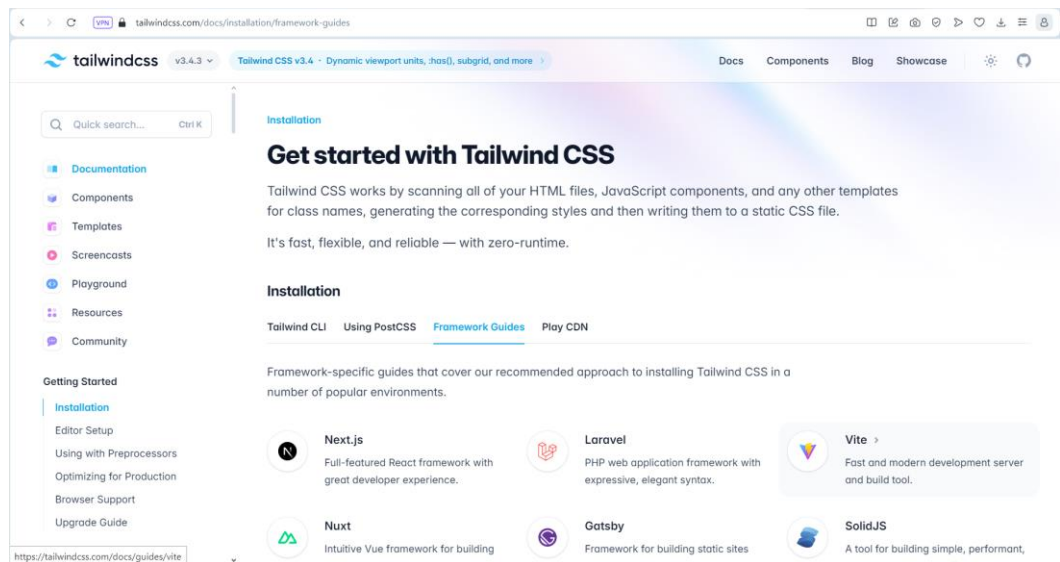 VPN
tailwindcss.com/docs/installation/framework-guides
tailwindcss
v3.4.3
Tailwind CSS v3.4 · Dynamic viewport units, :has(), subgrid, and more
Docs
Components
Blog
Showcase
Quick search...
Ctrl K
Documentation
Components
Templates
Screencasts
Playground
Resources
Community
Getting Started
Installation
Editor Setup
Using with Preprocessors
Optimizing for Production
Browser Support
Upgrade Guide
https://tailwindcss.com/docs/guides/vite
Installation
Get started with Tailwind CSS
Tailwind CSS works by scanning all of your HTML files, JavaScript components, and any other templates
for class names, generating the corresponding styles and then writing them to a static CSS file.
It's fast, flexible, and reliable — with zero-runtime.
Installation
Tailwind CLI
Using PostCSS
Framework Guides
Play CDN
Framework-specific guides that cover our recommended approach to installing Tailwind CSS in a
number of popular environments.
Next.js
Full-featured React framework with
great developer experience.
Laravel
PHP web application framework with
expressive, elegant syntax.
Vite
Fast and modern development server
and build tool.
Nuxt
Intuitive Vue framework for building
Gatsby
Framework for building static sites
SolidJS
A tool for building simple, performant,